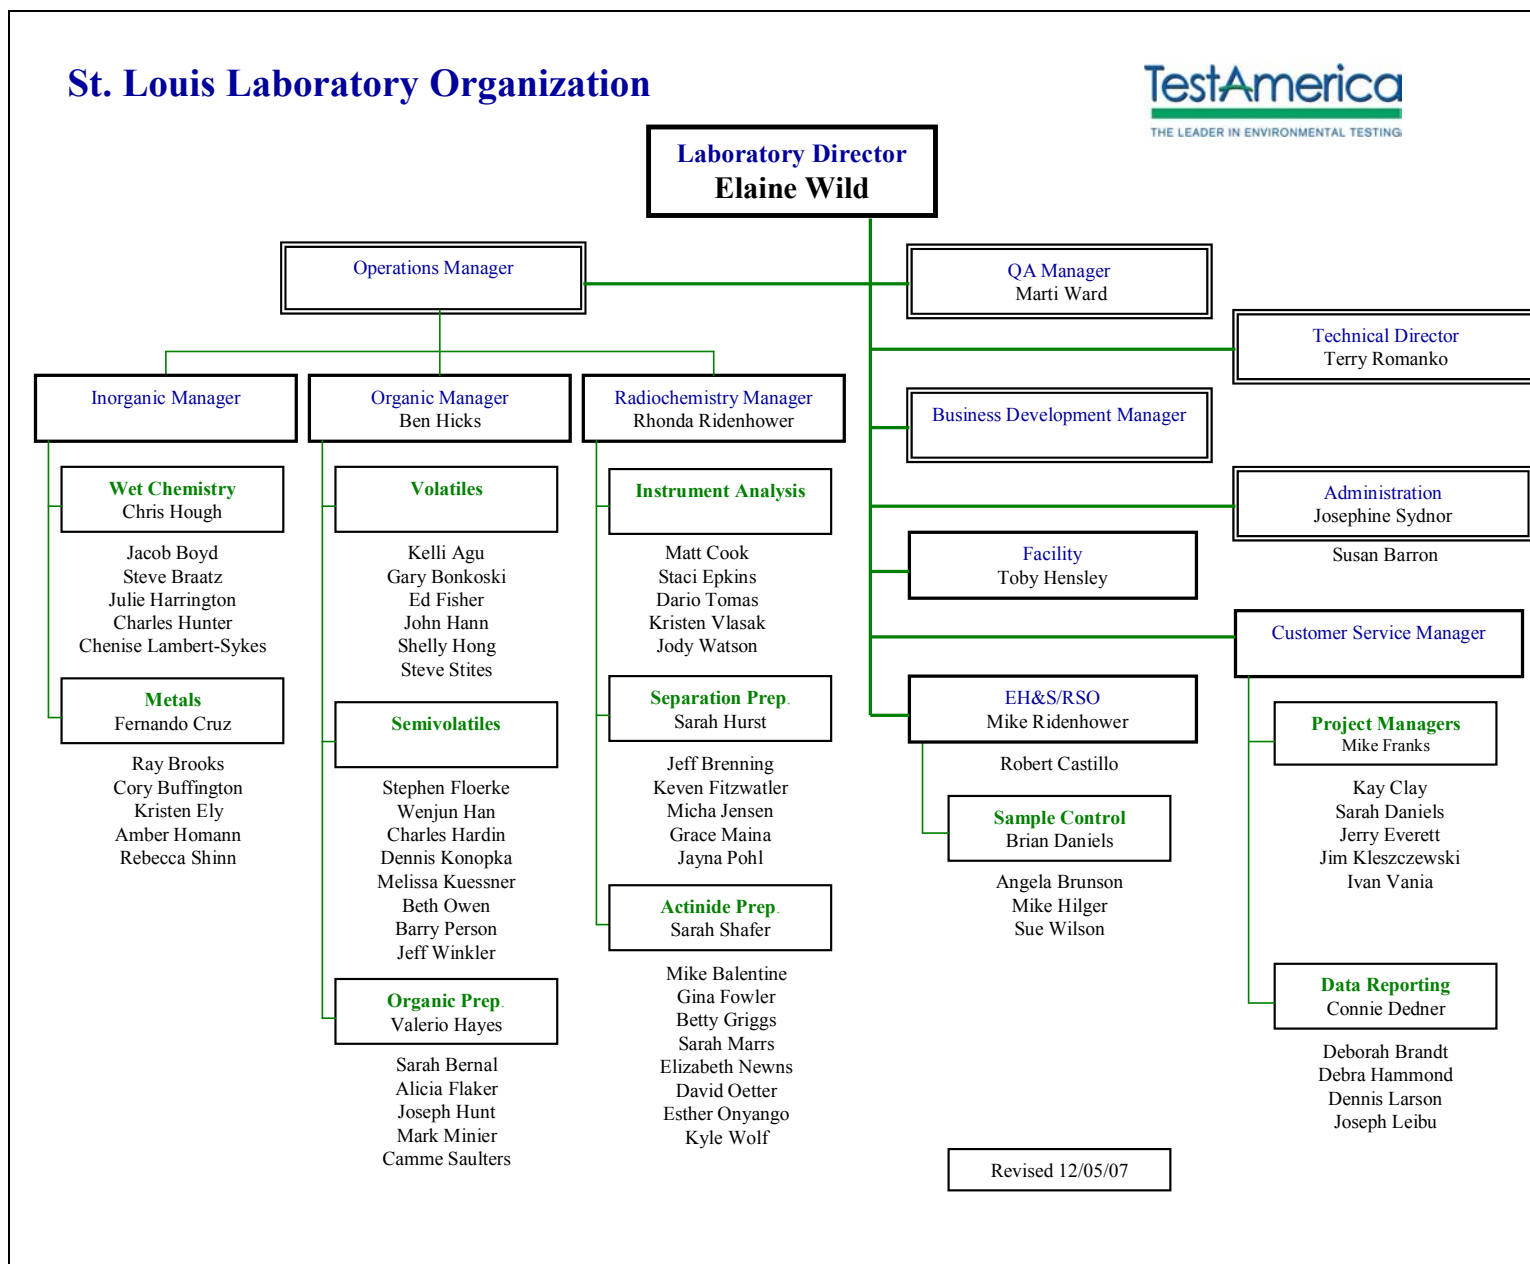 St. Louis Laboratory Organization
TestAmerica
THE LEADER IN ENVIRONMENTAL TESTING
Laboratory Director
Elaine Wild
Operations Manager
QA Manager
Marti Ward
Technical Director
Terry Romanko
Inorganic Manager
Organic Manager
Ben Hicks
Radiochemistry Manager
Rhonda Ridenhower
Business Development Manager
Wet Chemistry
Chris Hough
Jacob Boyd
Steve Braatz
Julie Harrington
Charles Hunter
Chenise Lambert-Sykes
Metals
Fernando Cruz
Ray Brooks
Cory Buffington
Kristen Ely
Amber Homann
Rebecca Shinn
Volatiles
Kelli Agu
Gary Bonkoski
Ed Fisher
John Hann
Shelly Hong
Steve Stites
Semivolatiles
Stephen Floerke
Wenjun Han
Charles Hardin
Dennis Konopka
Melissa Kuessner
Beth Owen
Barry Person
Jeff Winkler
Organic Prep.
Valerio Hayes
Sarah Bernal
Alicia Flaker
Joseph Hunt
Mark Minier
Camme Saulters
Instrument Analysis
Matt Cook
Staci Epkins
Dario Tomas
Kristen Vlasak
Jody Watson
Separation Prep.
Sarah Hurst
Jeff Brenning
Keven Fitzwatler
Micha Jensen
Grace Maina
Jayna Pohl
Actinide Prep.
Sarah Shafer
Mike Balentine
Gina Fowler
Betty Griggs
Sarah Marrs
Elizabeth Newns
David Oetter
Esther Onyango
Kyle Wolf
Administration
Josephine Sydnor
Susan Barron
Facility
Toby Hensley
Customer Service Manager
EH&S/RSO
Mike Ridenhower
Robert Castillo
Sample Control
Brian Daniels
Angela Brunson
Mike Hilger
Sue Wilson
Project Managers
Mike Franks
Kay Clay
Sarah Daniels
Jerry Everett
Jim Kleszczewski
Ivan Vania
Data Reporting
Connie Dedner
Deborah Brandt
Debra Hammond
Dennis Larson
Joseph Leibu
Revised 12/05/07